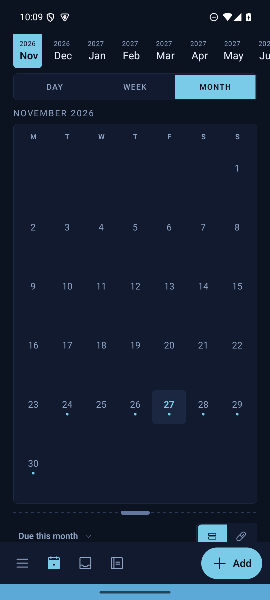 10:09
2026 2026 2027 2027 2027 2027 2027 202
Nov Dec Jan Feb Mar Apr May Ju
DAY WEEK MONTH
NOVEMBER 2026
M T W T F S S
1
2 3 4 5 6 7 8
9 10 11 12 13 14 15
16 17 18 19 20 21 22
23 24 25 26 27 28 29
30
Due this month
Add